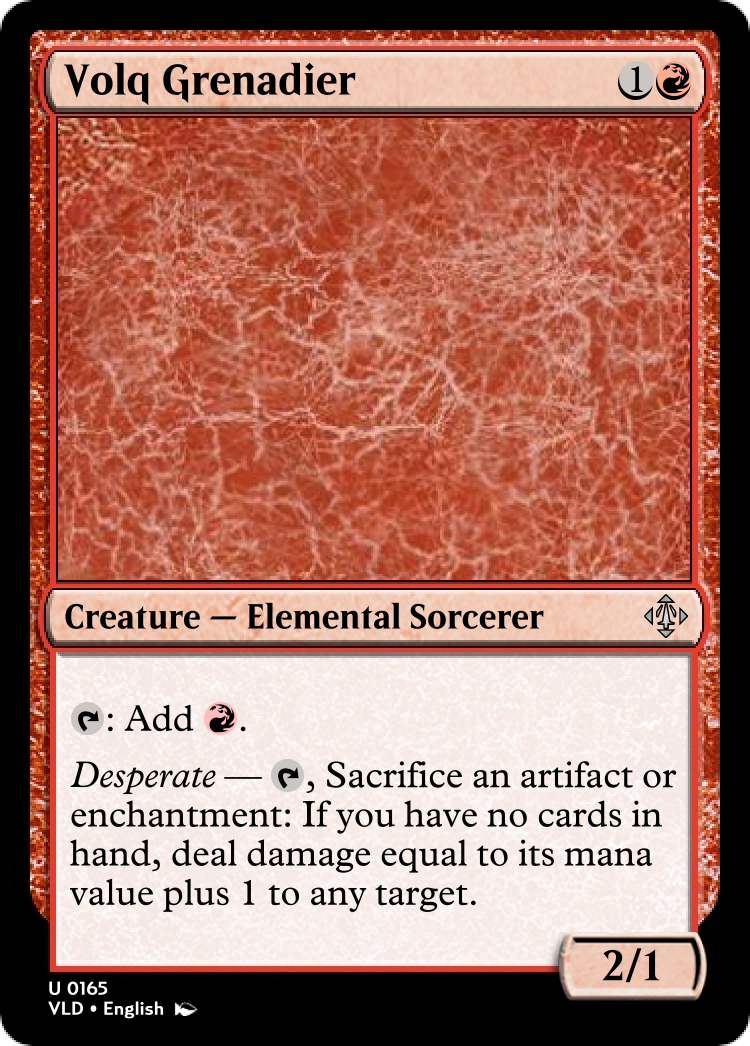 Volq Grenadier 1
Creature — Elemental Sorcerer
: Add .
Desperate — , Sacrifice an artifact or
enchantment: If you have no cards in
hand, deal damage equal to its mana
value plus 1 to any target.
2/1
U 0165
VLD • English